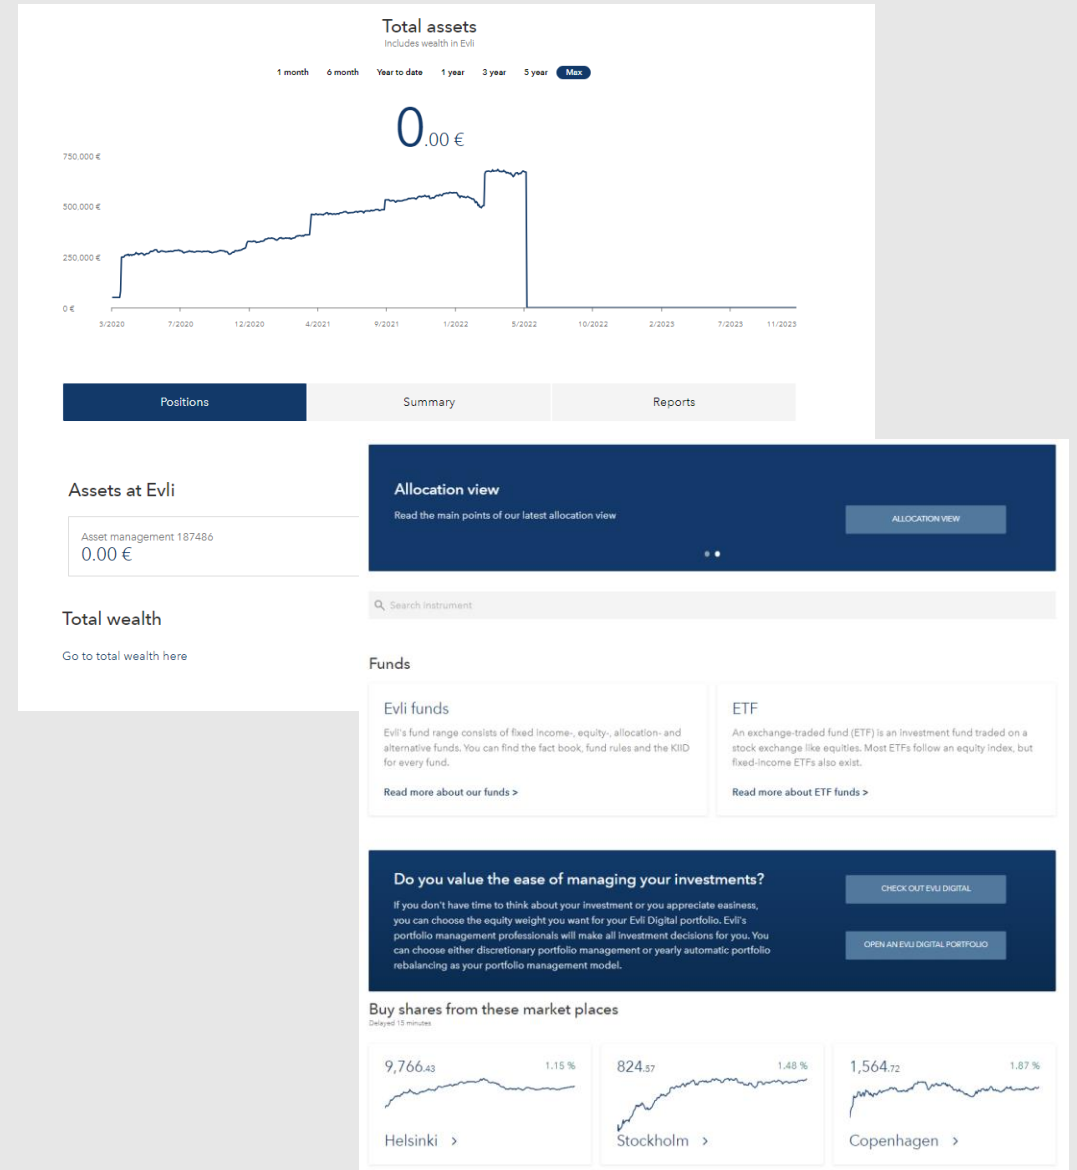 Total assets
Includes wealth in Evli
1 month 6 month Year to date 1 year 3 year 5 year Max
0.00 €
750.000 €
500.000 €
250.000 €
0 €
3/2020 7/2020 12/2020 4/2021 9/2021 1/2022 5/2022 10/2022 2/2023 7/2023 11/2023
Positions Summary Reports
Assets at Evli
Asset management 187486
0.00 €
Total wealth
Go to total wealth here
Allocation view
Read the main points of our latest allocation view
ALLOCATION VIEW
Search instrument
Funds
Evli funds
Evli's fund range consists of fixed income-, equity-, allocation- and
alternative funds. You can find the fact book, fund rules and the KIID
for every fund.
Read more about our funds >
ETF
An exchange-traded fund (ETF) is an investment fund traded on a
stock exchange like equities. Most ETFs follow an equity index, but
fixed-income ETFs also exist.
Read more about ETF funds >
Do you value the ease of managing your investments?
If you don't have time to think about your investment or you appreciate easiness,
you can choose the equity weight you want for your Evli Digital portfolio. Evli's
portfolio management professionals will make all investment decisions for you. You
can choose either discretionary portfolio management or yearly automatic portfolio
rebalancing as your portfolio management model.
CHECK OUT EVLI DIGITAL
OPEN AN EVLI DIGITAL PORTFOLIO
Buy shares from these market places
Delayed 15 minutes
9,766.43 1.15 %
Helsinki >
824.57 1.48 %
Stockholm >
1,564.72 1.87 %
Copenhagen >